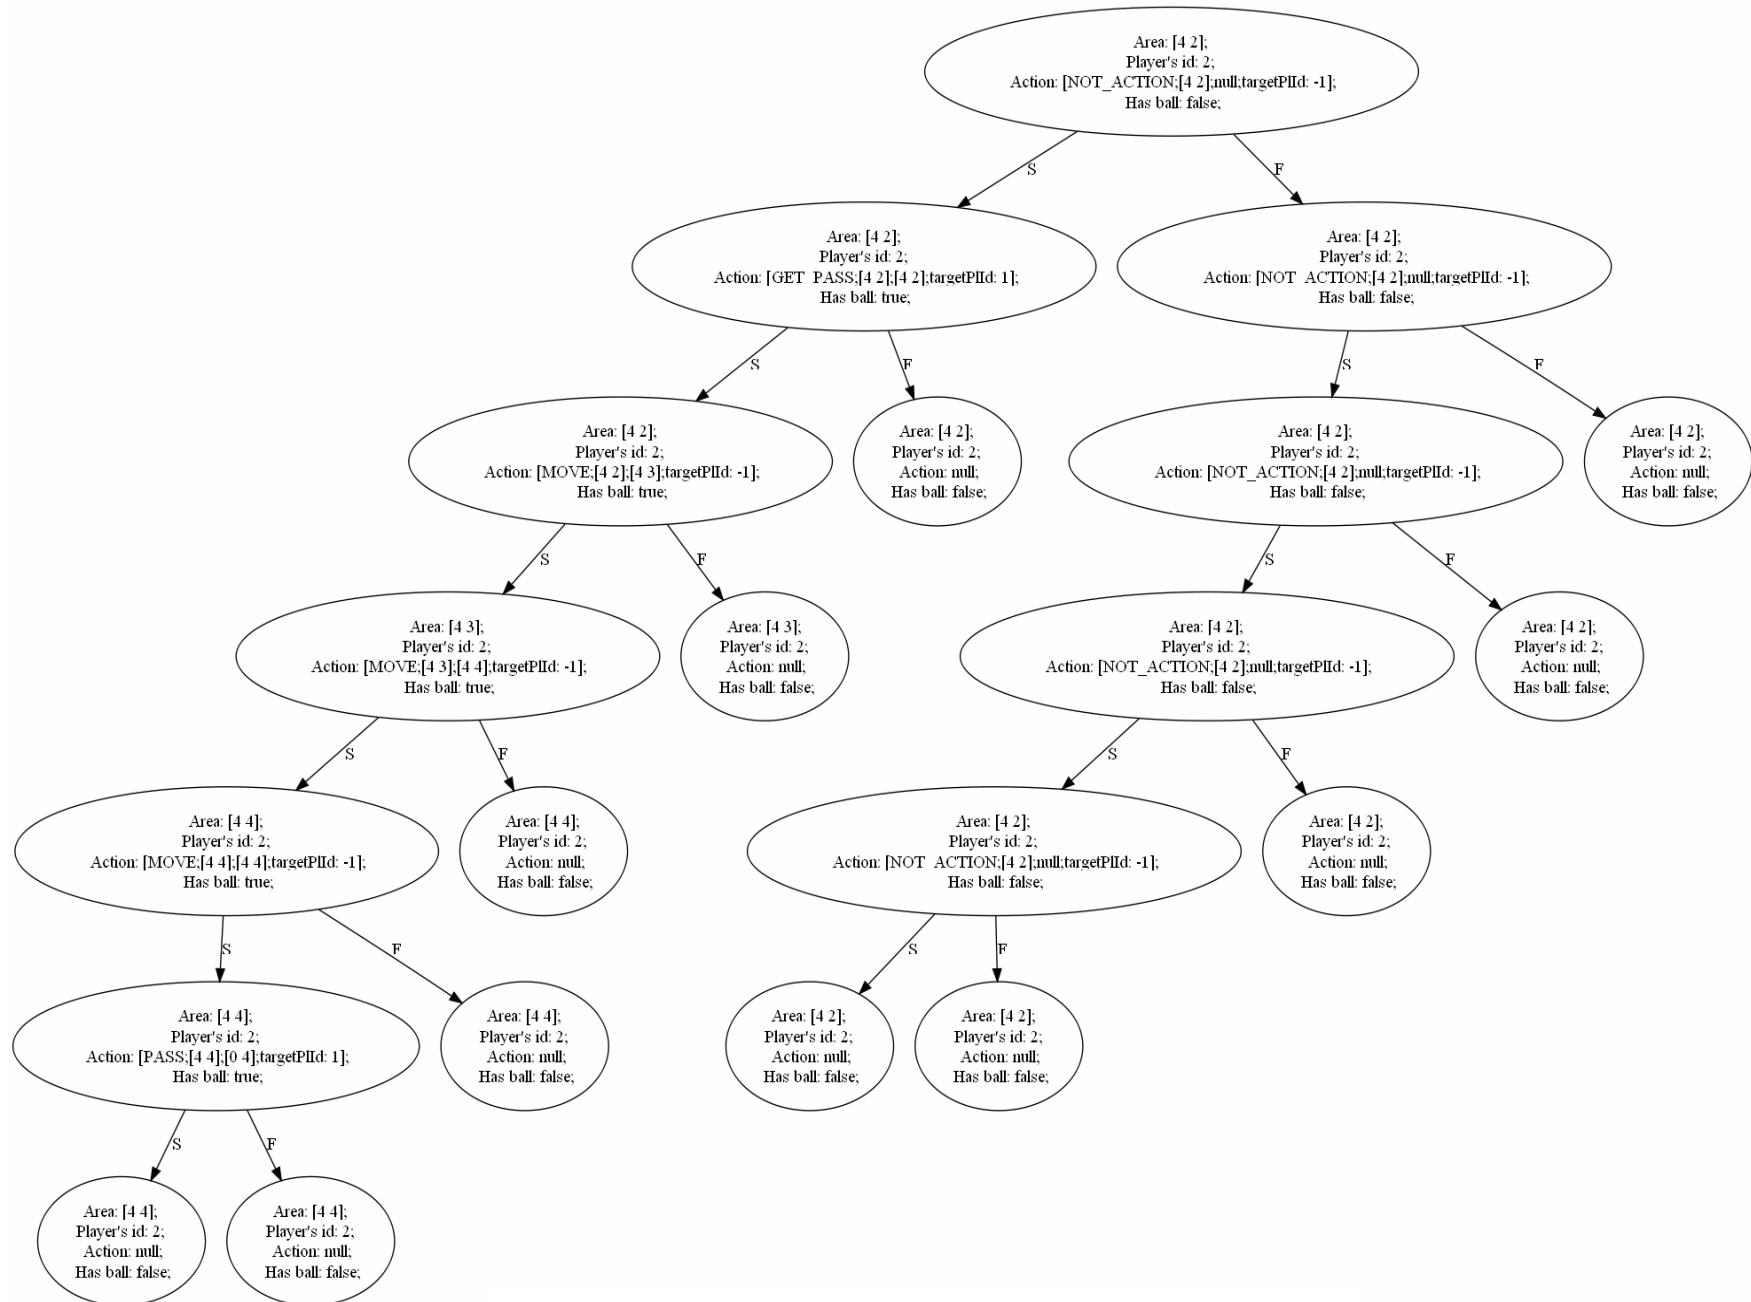 Area: [4 2];
Player's id: 2;
Action: [NOT_ACTION;[4 2];null;targetPlId: -1];
Has ball: false;
S
F
Area: [4 2];
Player's id: 2;
Action: [GET_PASS;[4 2];[4 2];targetPlId: 1];
Has ball: true;
Area: [4 2];
Player's id: 2;
Action: [NOT_ACTION;[4 2];null;targetPlId: -1];
Has ball: false;
S
F
S
F
Area: [4 2];
Player's id: 2;
Action: [MOVE;[4 2];[4 3];targetPlId: -1];
Has ball: true;
Area: [4 2];
Player's id: 2;
Action: null;
Has ball: false;
Area: [4 2];
Player's id: 2;
Action: [NOT_ACTION;[4 2];null;targetPlId: -1];
Has ball: false;
Area: [4 2];
Player's id: 2;
Action: null;
Has ball: false;
S
F
S
F
Area: [4 3];
Player's id: 2;
Action: [MOVE;[4 3];[4 4];targetPlId: -1];
Has ball: true;
Area: [4 3];
Player's id: 2;
Action: null;
Has ball: false;
Area: [4 2];
Player's id: 2;
Action: [NOT_ACTION;[4 2];null;targetPlId: -1];
Has ball: false;
Area: [4 2];
Player's id: 2;
Action: null;
Has ball: false;
S
F
S
F
Area: [4 4];
Player's id: 2;
Action: [MOVE;[4 4];[4 4];targetPlId: -1];
Has ball: true;
Area: [4 4];
Player's id: 2;
Action: null;
Has ball: false;
Area: [4 2];
Player's id: 2;
Action: [NOT_ACTION;[4 2];null;targetPlId: -1];
Has ball: false;
Area: [4 2];
Player's id: 2;
Action: null;
Has ball: false;
S
F
S
F
Area: [4 4];
Player's id: 2;
Action: [PASS;[4 4];[0 4];targetPlId: 1];
Has ball: true;
Area: [4 4];
Player's id: 2;
Action: null;
Has ball: false;
Area: [4 2];
Player's id: 2;
Action: null;
Has ball: false;
Area: [4 2];
Player's id: 2;
Action: null;
Has ball: false;
S
F
Area: [4 4];
Player's id: 2;
Action: null;
Has ball: false;
Area: [4 4];
Player's id: 2;
Action: null;
Has ball: false;